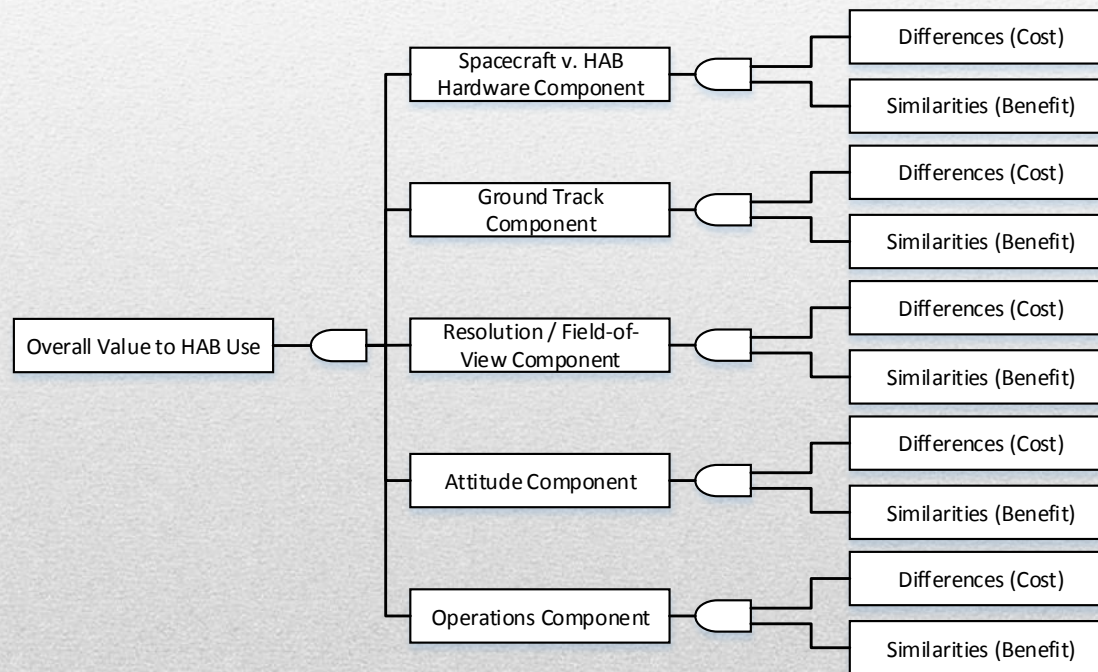 Spacecraft v. HAB
Hardware Component
Differences (Cost)
Similarities (Benefit)
Ground Track
Component
Differences (Cost)
Similarities (Benefit)
Overall Value to HAB Use
Resolution / Field-of-
View Component
Differences (Cost)
Similarities (Benefit)
Attitude Component
Differences (Cost)
Similarities (Benefit)
Operations Component
Differences (Cost)
Similarities (Benefit)